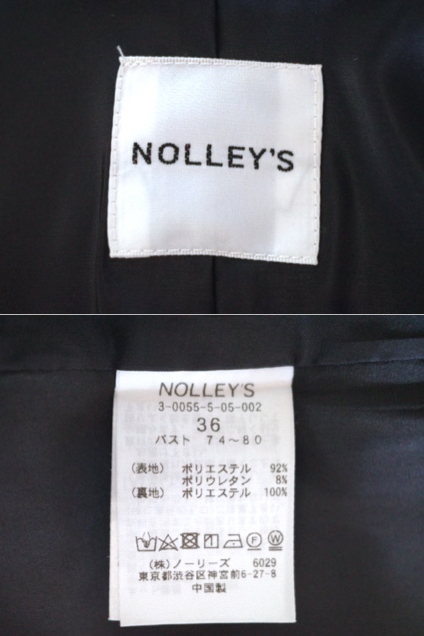 NOLLEY'S
NOLLEY'S
3-0055-5-05-002
36
バスト 74～80
(表地) ポリエステル 92%
ポリウレタン 8%
(裏地) ポリエステル 100%
(株)ノーリーズ 6029
東京都渋谷区神宮前6-27-8
中国製